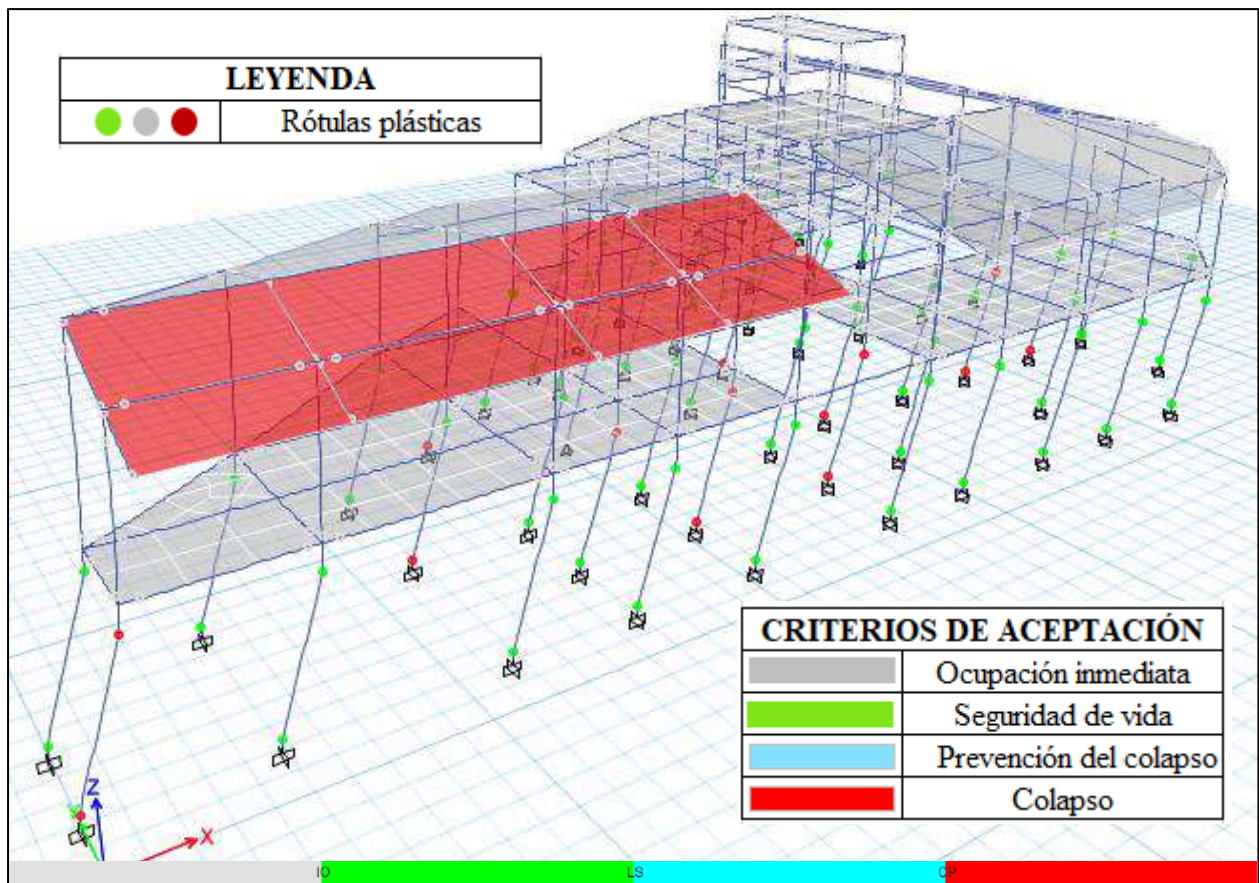 LEYENDA
Rótulas plásticas
CRITERIOS DE ACEPTACIÓN
Ocupación inmediata
Seguridad de vida
Prevención del colapso
Colapso
Z
X
IO LS CP